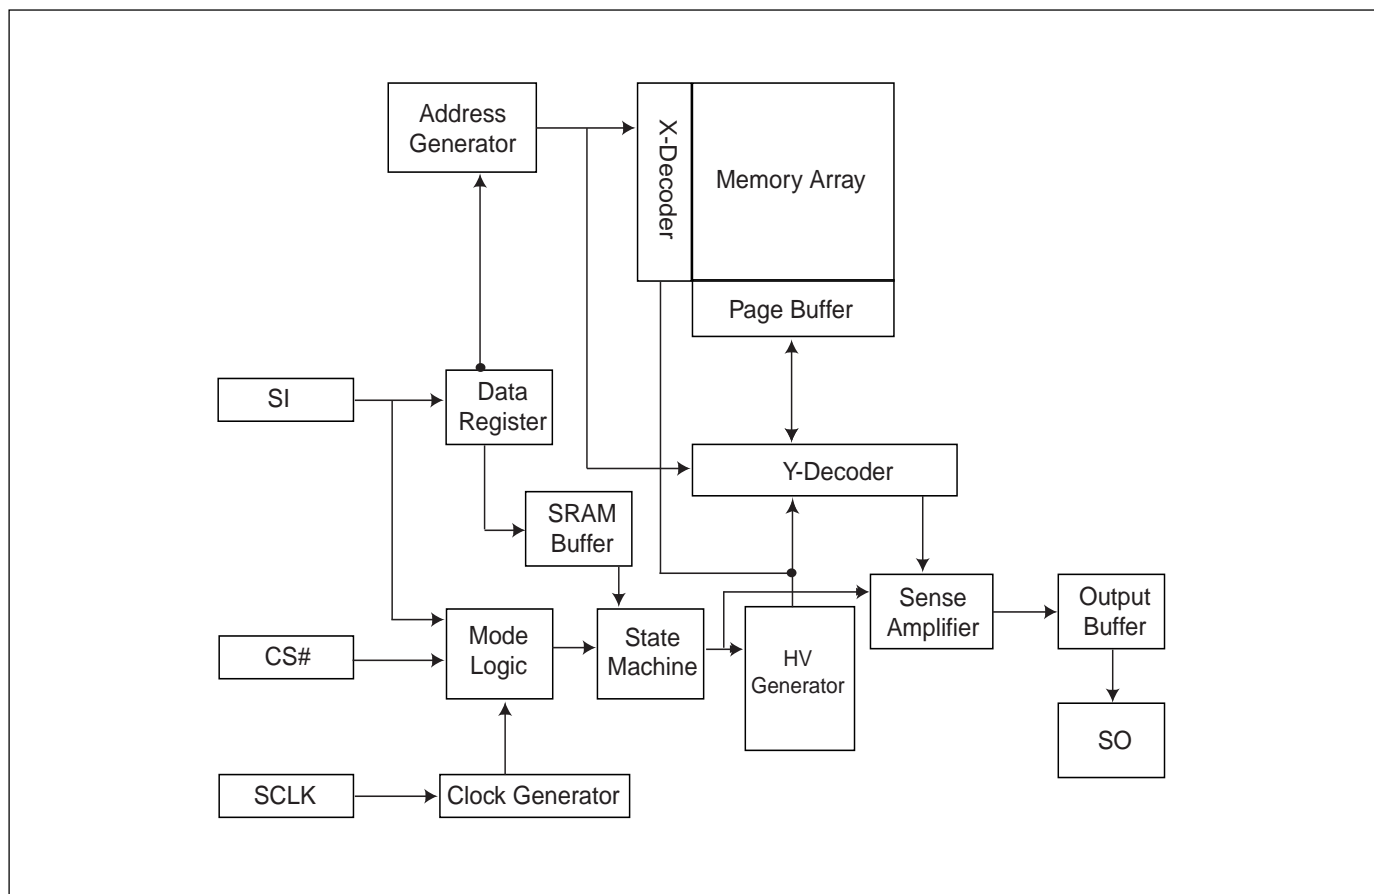 Address
Generator
X-Decoder
Memory Array
Page Buffer
SI
Data
Register
Y-Decoder
SRAM
Buffer
Sense
Amplifier
Output
Buffer
Mode
Logic
State
Machine
HV
Generator
CS#
SO
SCLK
Clock Generator